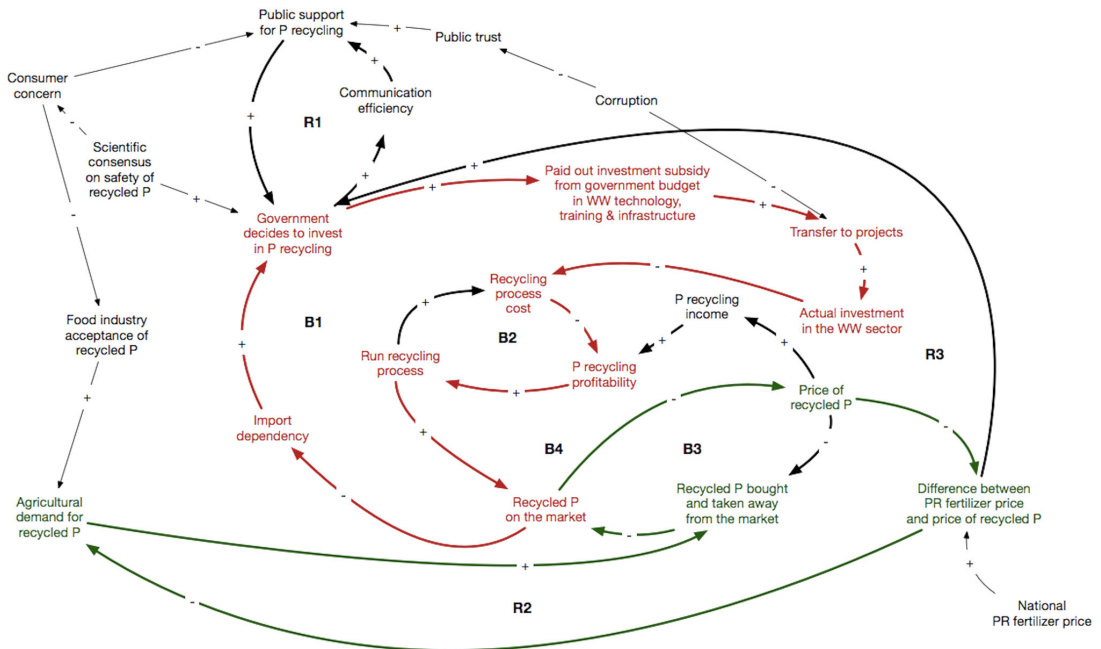 Public support
for P recycling
+
Public trust
-
Consumer
concern
+
-
Communication
efficiency
Corruption
+
R1
-
Scientific
consensus
on safety of
recycled P
+
+
+
Paid out investment subsidy
from government budget
in WW technology,
training & infrastructure
-
+
+
-
Government
decides to invest
in P recycling
Transfer to projects
+
-
Recycling
process
cost
P recycling
income
Actual investment
in the WW sector
Food industry
acceptance of
recycled P
B1
+
-
B2
+
+
R3
+
Run recycling
process
P recycling
profitability
+
-
Price of
recycled P
+
Import
dependency
+
-
-
B4
B3
-
Agricultural
demand for
recycled P
Recycled P
on the market
Recycled P bought
and taken away
from the market
Difference between
PR fertilizer price
and price of recycled P
-
+
+
-
R2
National
PR fertilizer price